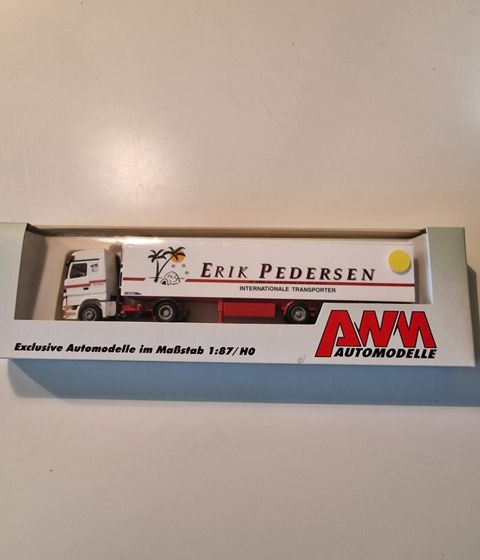 ERIK PEDERSEN
INTERNATIONALE TRANSPORTER
AWM
AUTOMODELLE
Exclusive Automodelle im Maßstab 1:87/H0